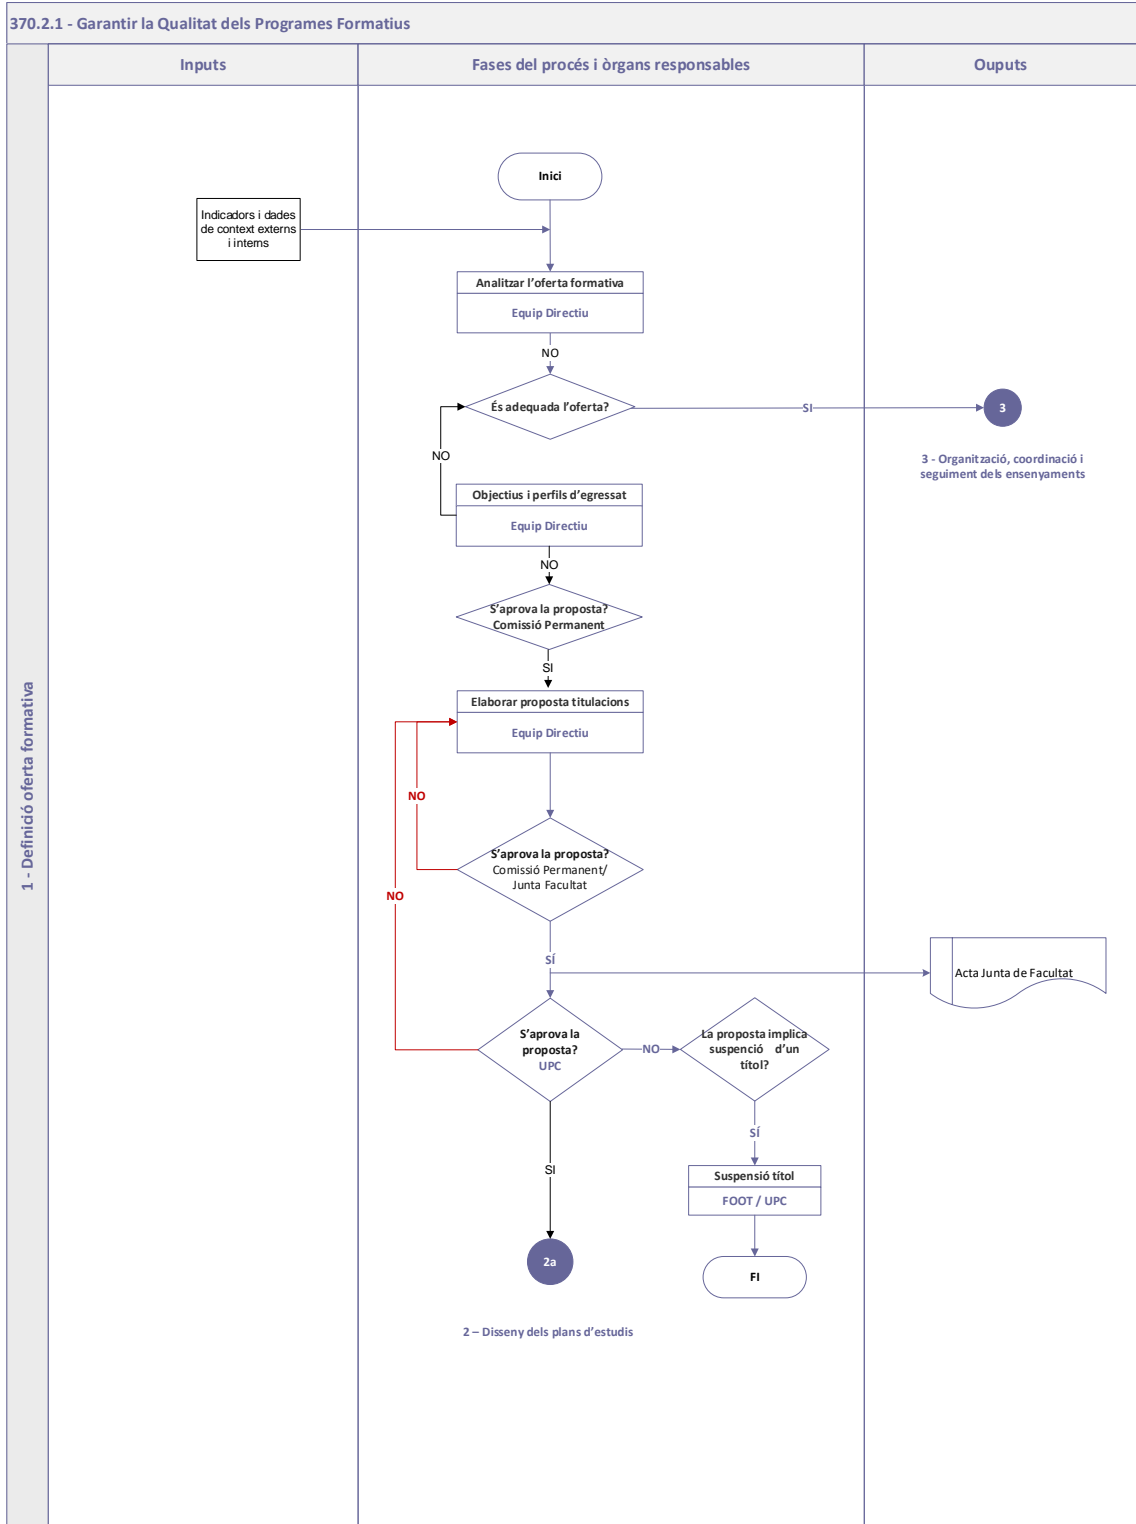 370.2.1 - Garantir la Qualitat dels Programes Formatius
Inputs
Fases del procés i òrgans responsables
Ouputs
1 - Definició oferta formativa
Inici
Indicadors i dades
de context externs
i interns
Analitzar l'oferta formativa
Equip Directiu
NO
És adequada l'oferta?
SI
3
3 - Organització, coordinació i
seguiment dels ensenyaments
NO
Objectius i perfils d'egressat
Equip Directiu
NO
S'aprova la proposta?
Comissió Permanent
SI
Elaborar proposta titulacions
Equip Directiu
NO
S'aprova la proposta?
Comissió Permanent/
Junta Facultat
NO
SÍ
Acta Junta de Facultat
S'aprova la
proposta?
UPC
NO
La proposta implica
suspenció d'un
títol?
SÍ
SI
Suspensió títol
FOOT / UPC
2a
FI
2 – Disseny dels plans d'estudis